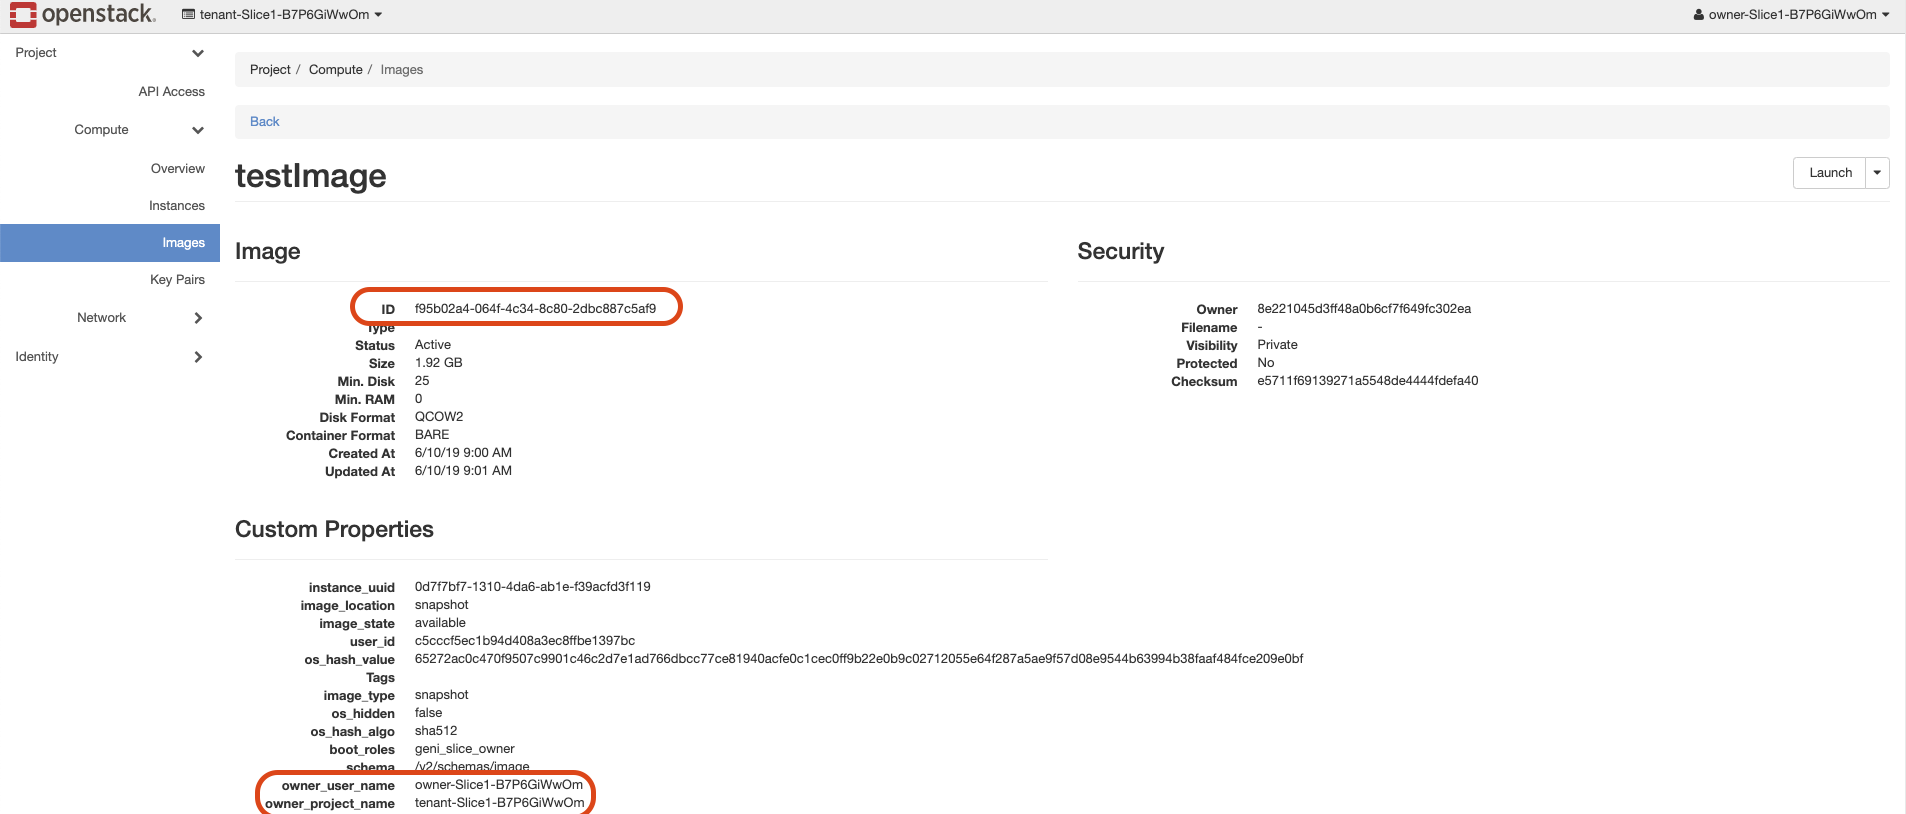 openstack. tenant-Slice1-B7P6GiWwOm owner-Slice1-B7P6GiWwOm
Project
API Access
Compute
Overview
Instances
Images
Key Pairs
Network
Identity
Project / Compute / Images
Back
testImage
Launch
Image
ID f95b02a4-064f-4c34-8c80-2dbc887c5af9
Type
Status Active
Size 1.92 GB
Min. Disk 25
Min. RAM 0
Disk Format QCOW2
Container Format BARE
Created At 6/10/19 9:00 AM
Updated At 6/10/19 9:01 AM
Security
Owner 8e221045d3ff48a0b6cf7f649fc302ea
Filename -
Visibility Private
Protected No
Checksum e5711f69139271a5548de4444fdefa40
Custom Properties
instance_uuid 0d7f7bf7-1310-4da6-ab1e-f39acfd3f119
image_location snapshot
image_state available
user_id c5cccf5ec1b94d408a3ec8ffbe1397bc
os_hash_value 65272ac0c470f9507c9901c46c2d7e1ad766dbcc77ce81940acfe0c1cec0ff9b22e0b9c02712055e64f287a5ae9f57d08e9544b63994b38faaf484fce209e0bf
Tags
image_type snapshot
os_hidden false
os_hash_algo sha512
boot_roles geni_slice_owner
schema /v2/schemas/image
owner_user_name owner-Slice1-B7P6GiWwOm
owner_project_name tenant-Slice1-B7P6GiWwOm